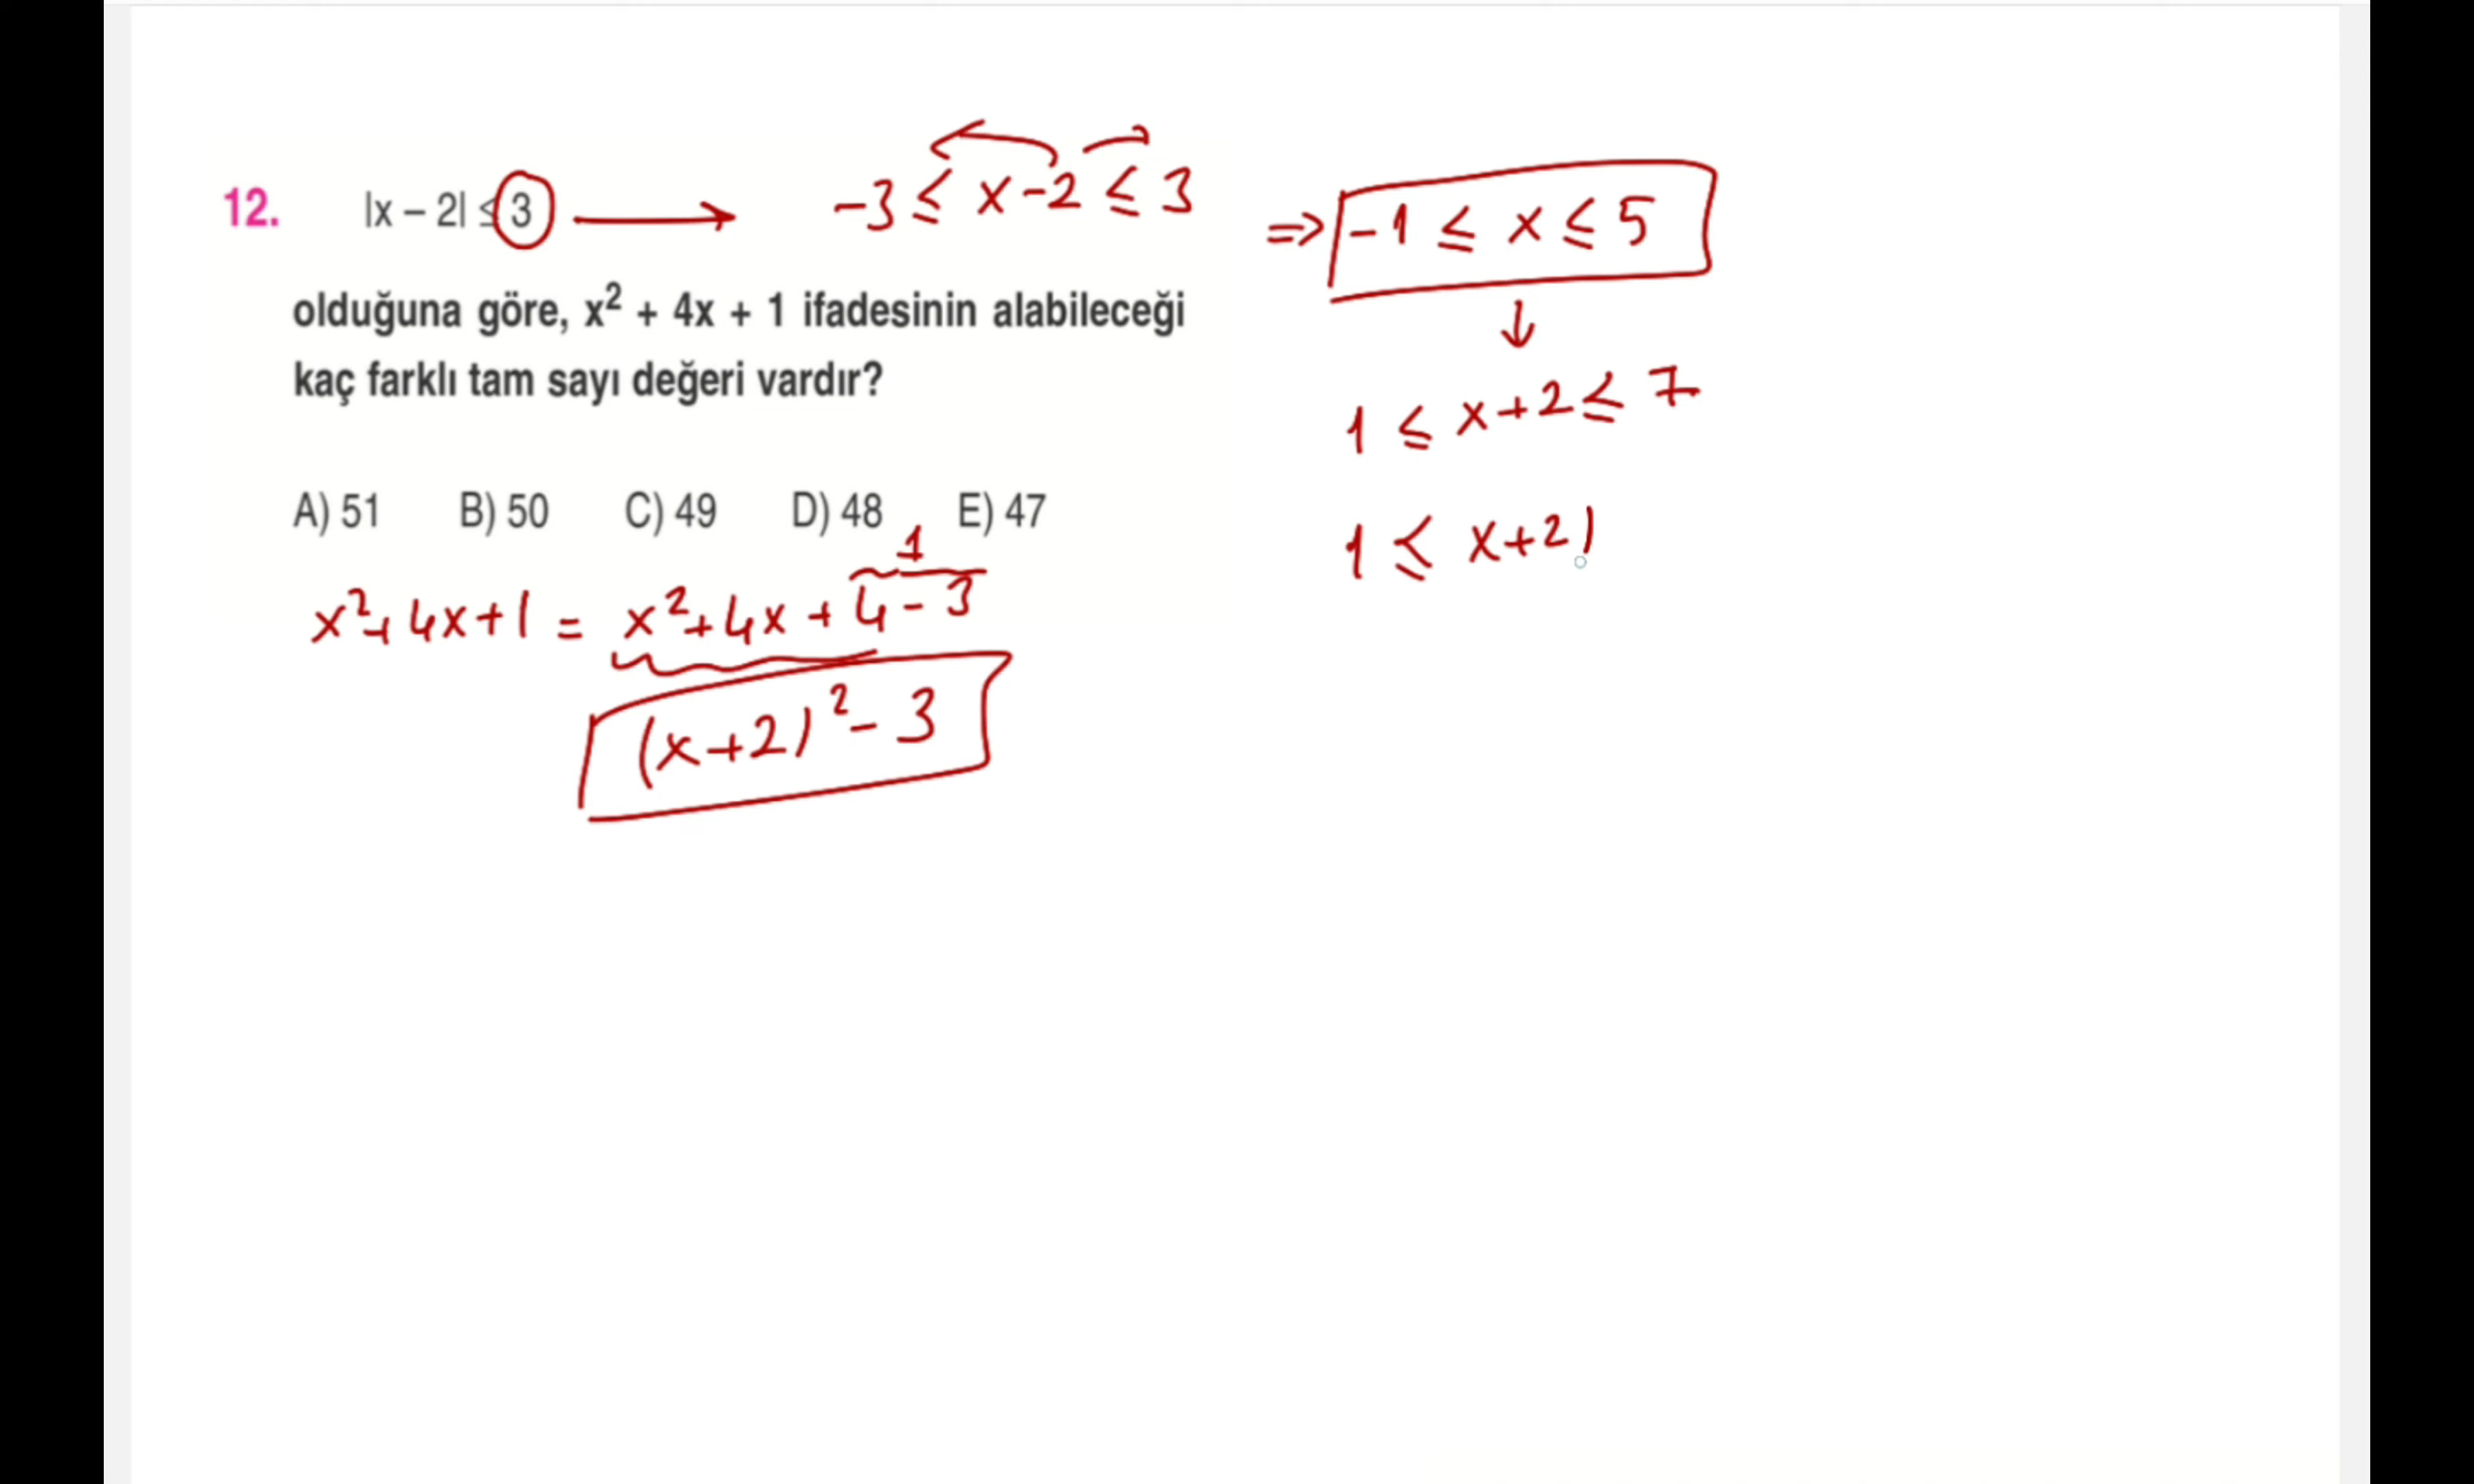 12. |x – 2| ≤ 3 → -3 ≤ x-2 ≤ 3 ⇒ -1 ≤ x ≤ 5
olduğuna göre, x² + 4x + 1 ifadesinin alabileceği
kaç farklı tam sayı değeri vardır?
↓
1 ≤ x+2 ≤ 7
A) 51 B) 50 C) 49 D) 48 E) 47
1 ≤ x+2)
1
x²+4x+1 = x²+4x+4-3
(x+2)²-3